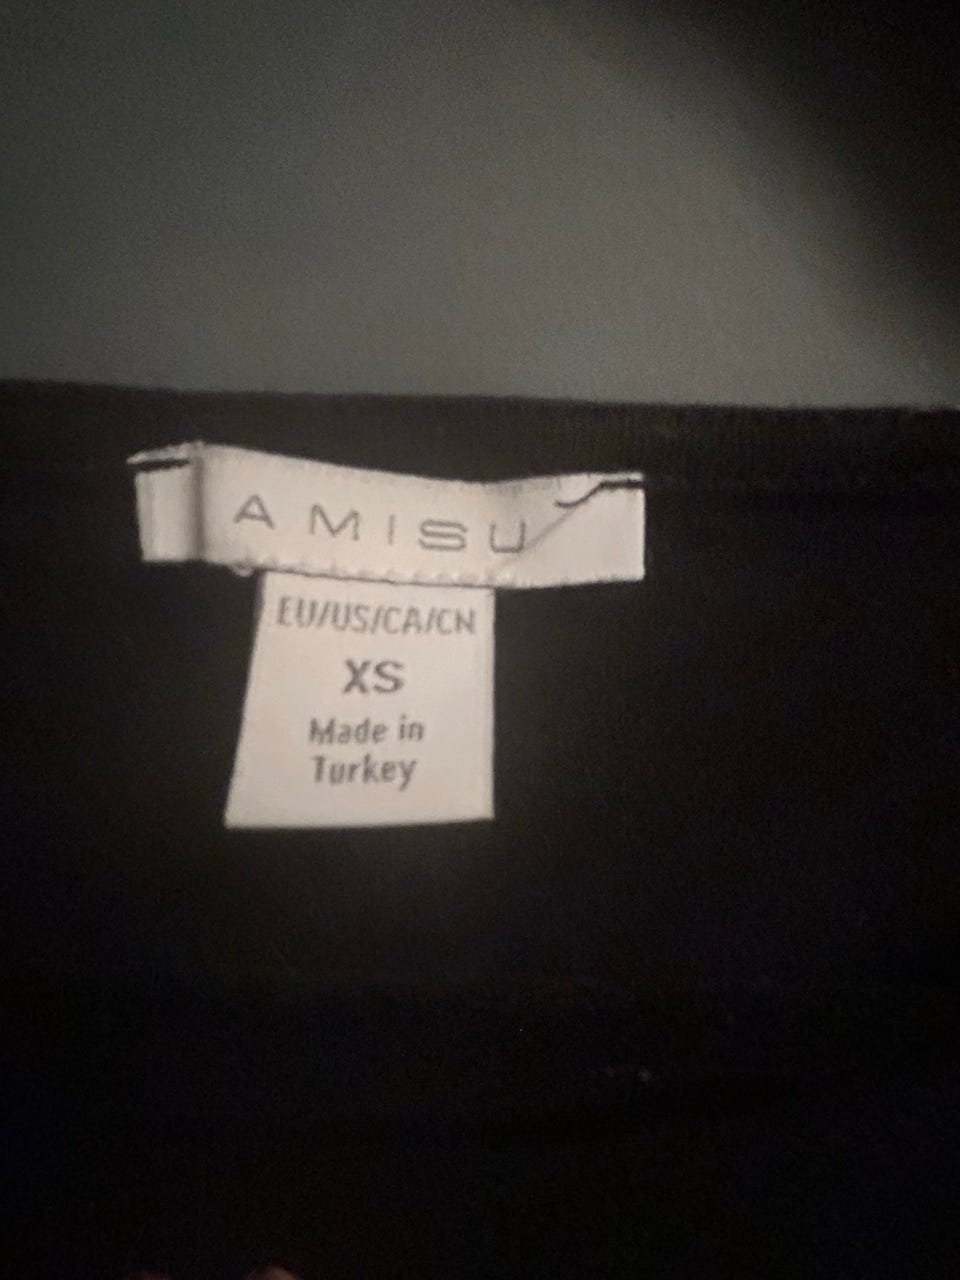 AMISU
EU/US/CA/CN
XS
Made in
Turkey